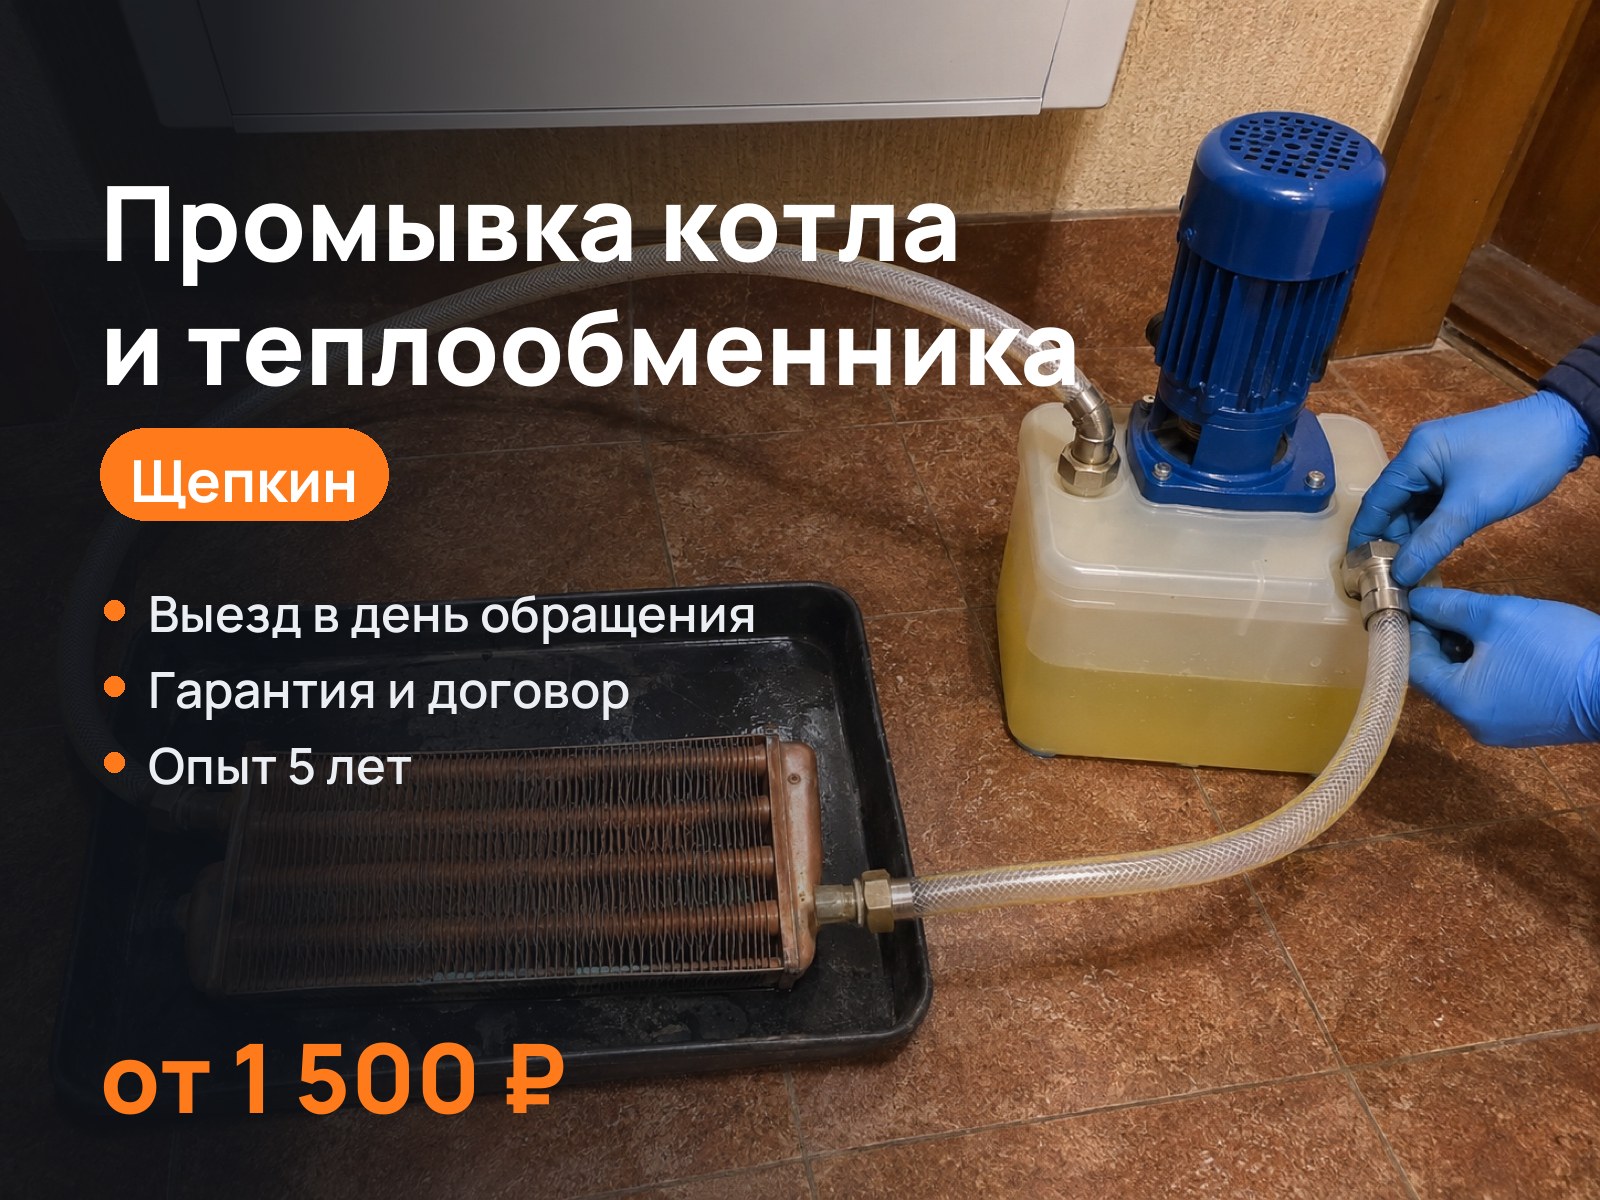 Промывка котла
и теплообменника
Щепкин
Выезд в день обращения
Гарантия и договор
Опыт 5 лет
от 1 500 ₽